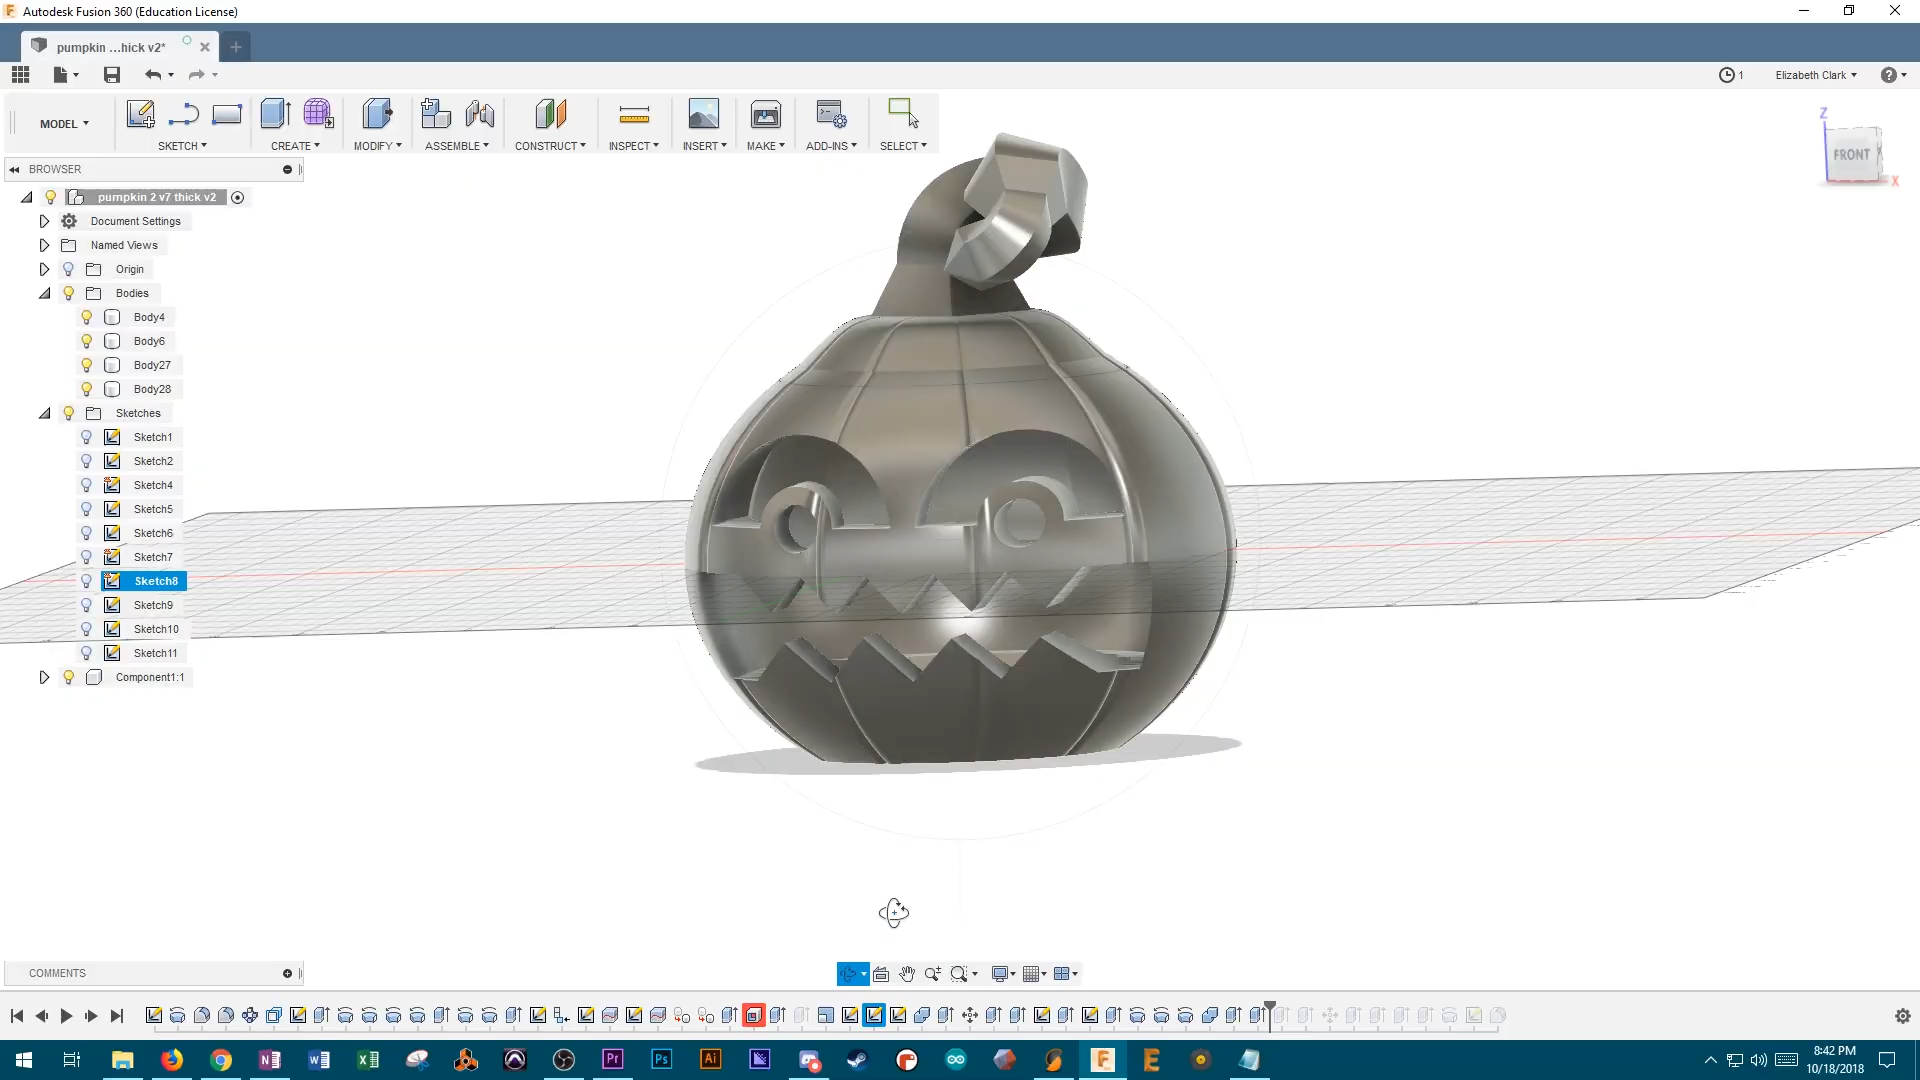 Autodesk Fusion 360 (Education License)
pumpkin ...hick v2*
1
Elizabeth Clark
MODEL
SKETCH
CREATE
MODIFY
ASSEMBLE
CONSTRUCT
INSPECT
INSERT
MAKE
ADD-INS
SELECT
Z
FRONT
X
BROWSER
pumpkin 2 v7 thick v2
Document Settings
Named Views
Origin
Bodies
Body4
Body6
Body27
Body28
Sketches
Sketch1
Sketch2
Sketch4
Sketch5
Sketch6
Sketch7
Sketch8
Sketch9
Sketch10
Sketch11
Component1:1
COMMENTS
Pr
Ps
Ai
8:42 PM
10/18/2018